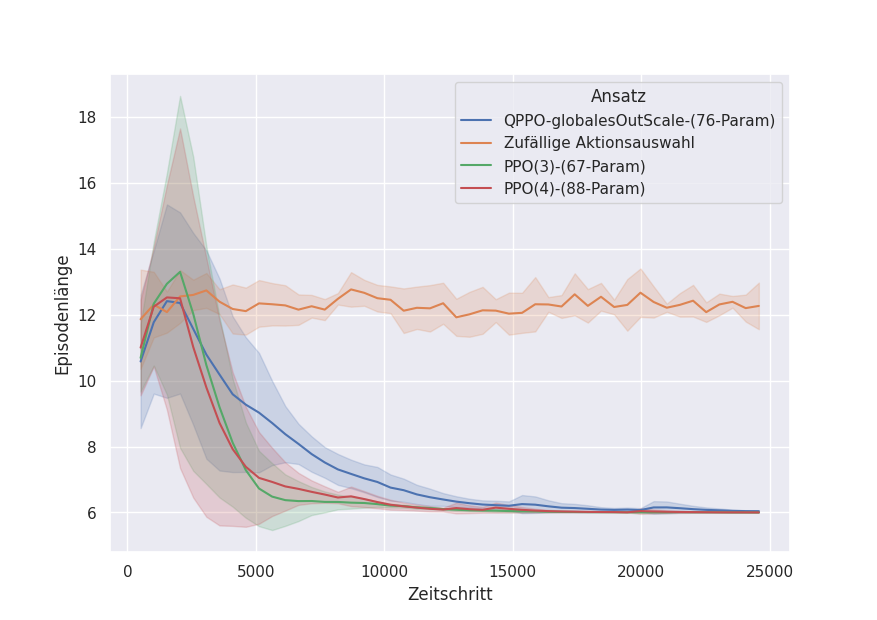 Ansatz
QPPO-globalesOutScale-(76-Param)
Zufällige Aktionsauswahl
PPO(3)-(67-Param)
PPO(4)-(88-Param)
18
16
14
12
10
8
6
Episodenlänge
0 5000 10000 15000 20000 25000
Zeitschritt